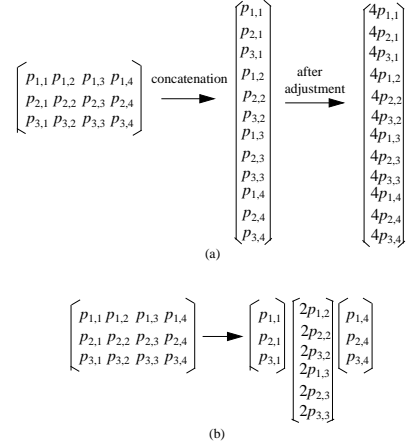 p1,1 p1,2 p1,3 p1,4
p2,1 p2,2 p2,3 p2,4
p3,1 p3,2 p3,3 p3,4
concatenation
p1,1
p2,1
p3,1
p1,2
p2,2
p3,2
p1,3
p2,3
p3,3
p1,4
p2,4
p3,4
after
adjustment
4p1,1
4p2,1
4p3,1
4p1,2
4p2,2
4p3,2
4p1,3
4p2,3
4p3,3
4p1,4
4p2,4
4p3,4
(a)
p1,1 p1,2 p1,3 p1,4
p2,1 p2,2 p2,3 p2,4
p3,1 p3,2 p3,3 p3,4
p1,1
p2,1
p3,1
2p1,2
2p2,2
2p3,2
2p1,3
2p2,3
2p3,3
p1,4
p2,4
p3,4
(b)